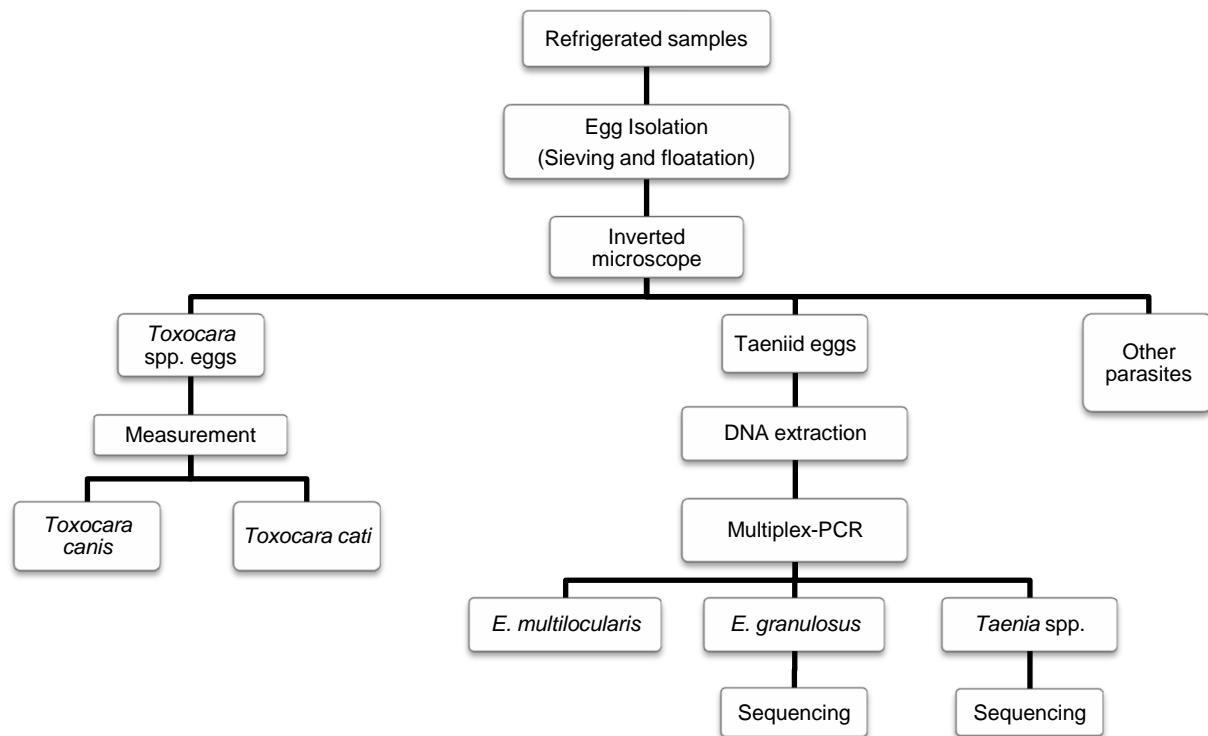 Refrigerated samples
Egg Isolation
(Sieving and floatation)
Inverted
microscope
Toxocara
spp. eggs
Taeniid eggs
Other
parasites
Measurement
DNA extraction
Toxocara
canis
Toxocara cati
Multiplex-PCR
E. multilocularis
E. granulosus
Taenia spp.
Sequencing
Sequencing